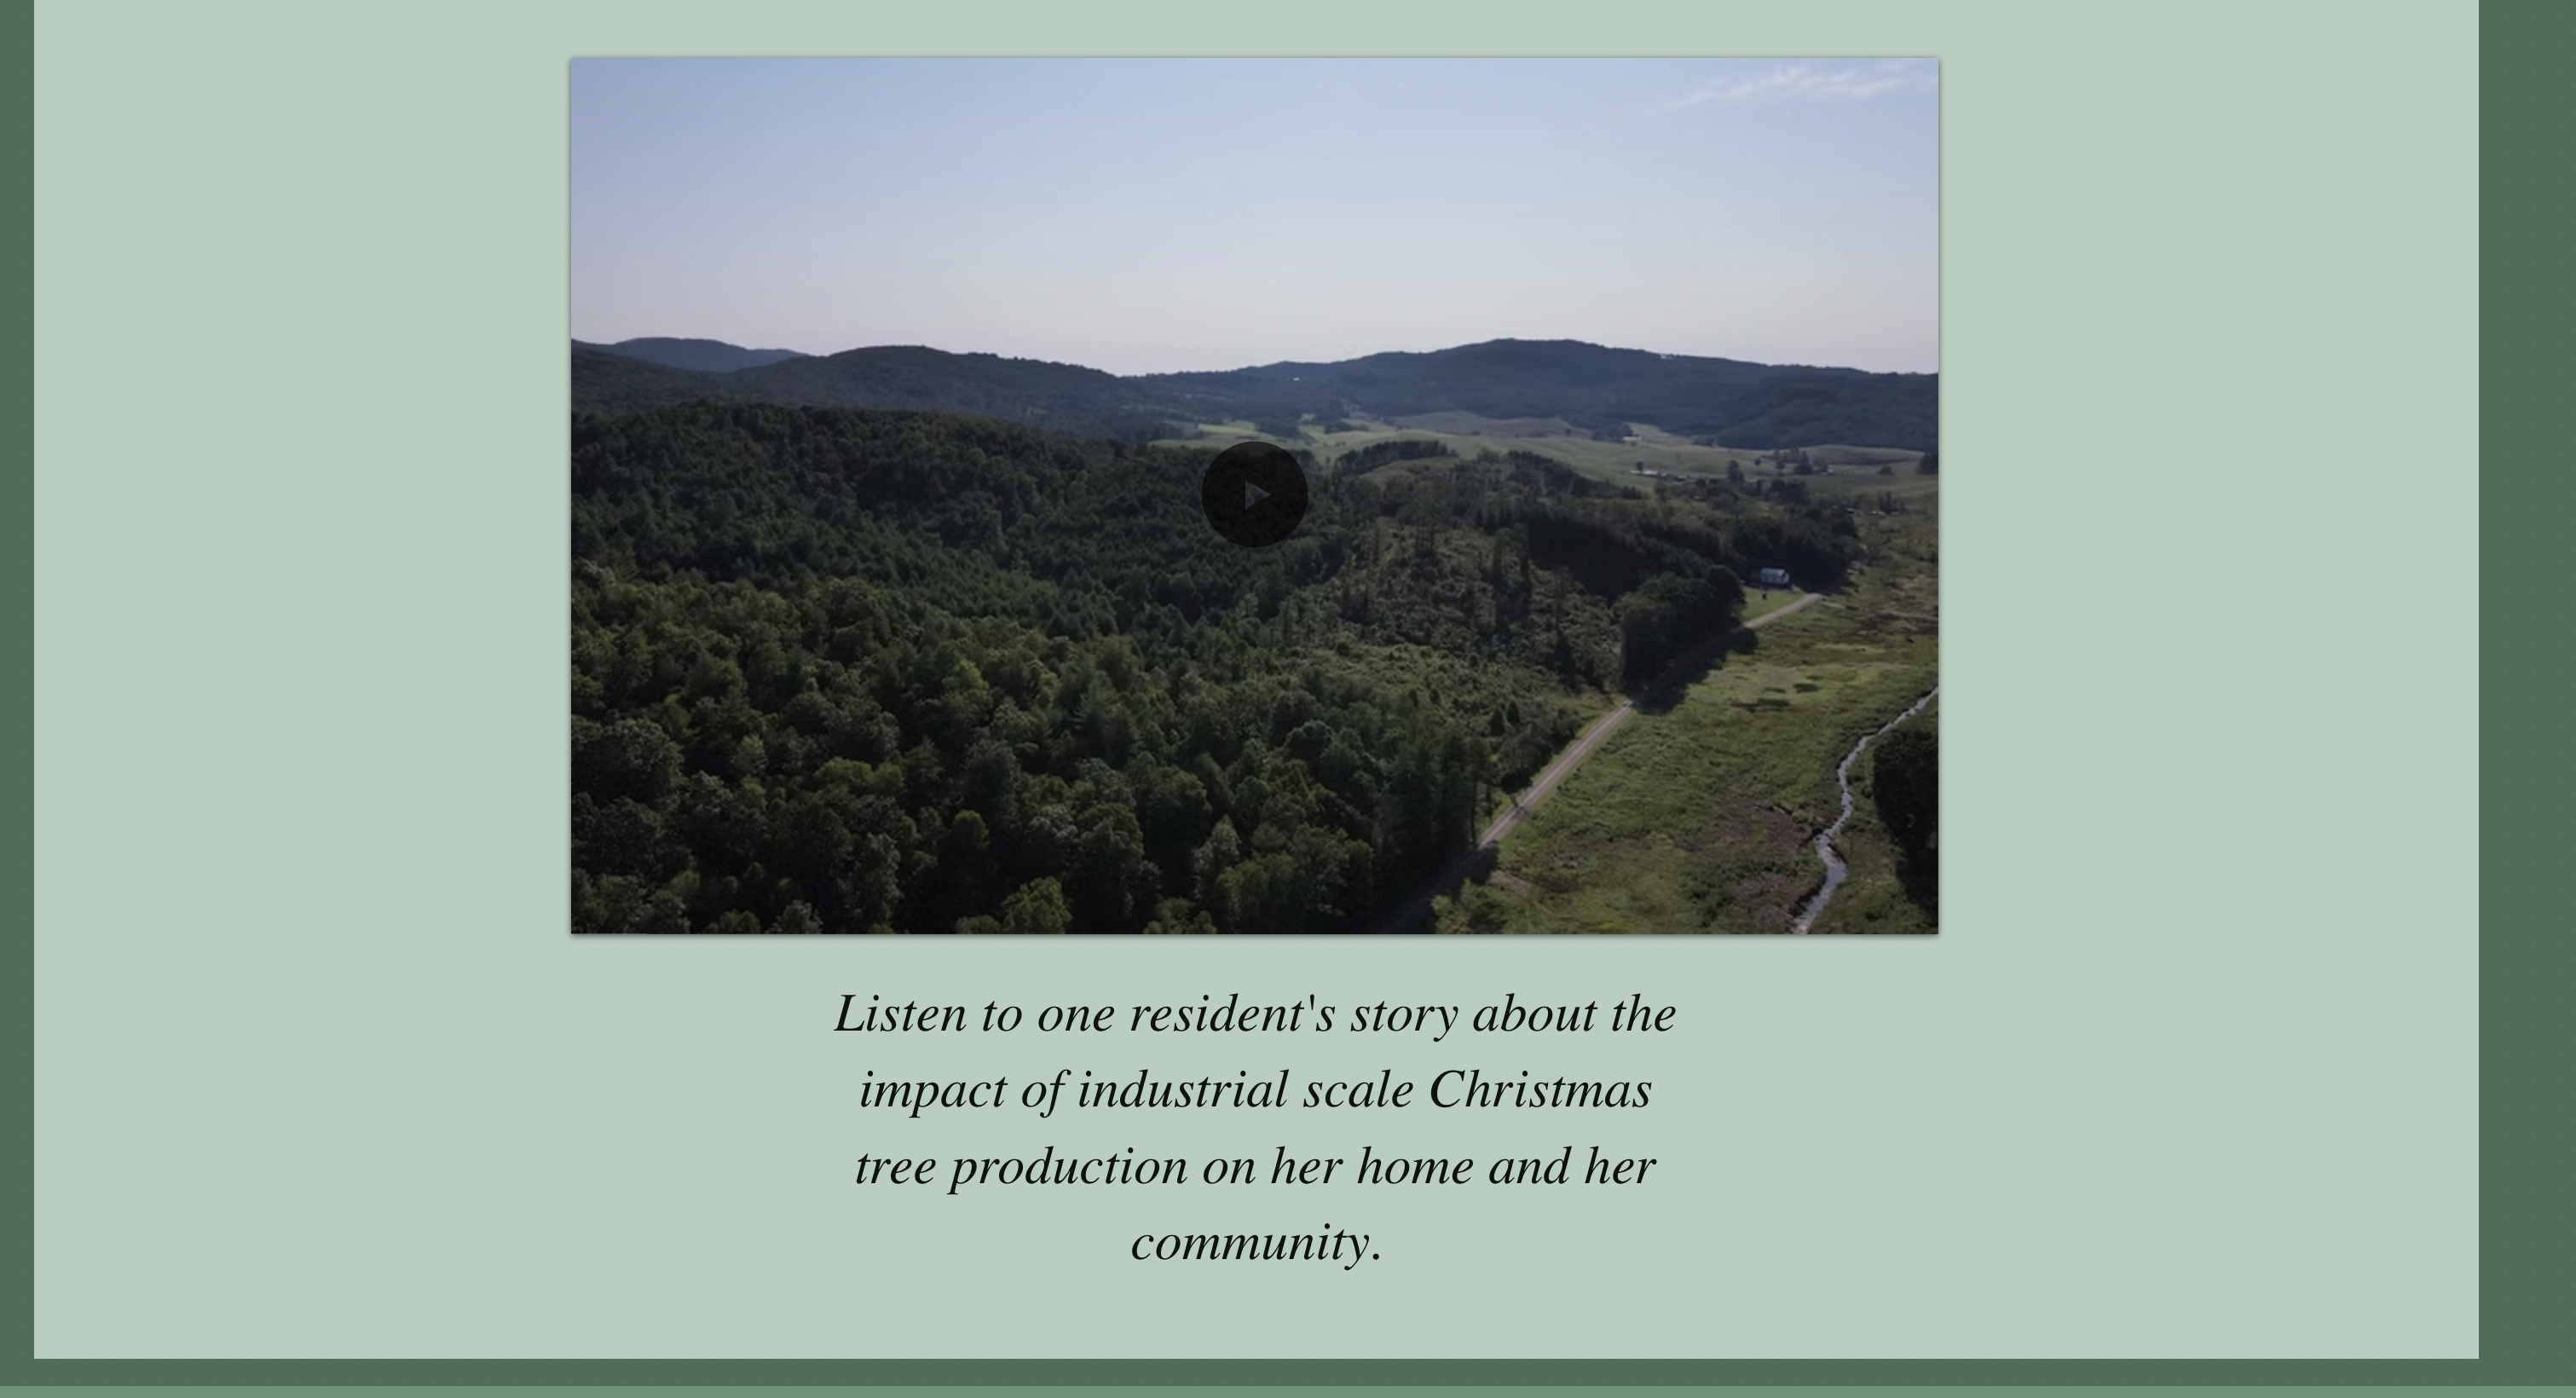 Listen to one resident's story about the
impact of industrial scale Christmas
tree production on her home and her
community.